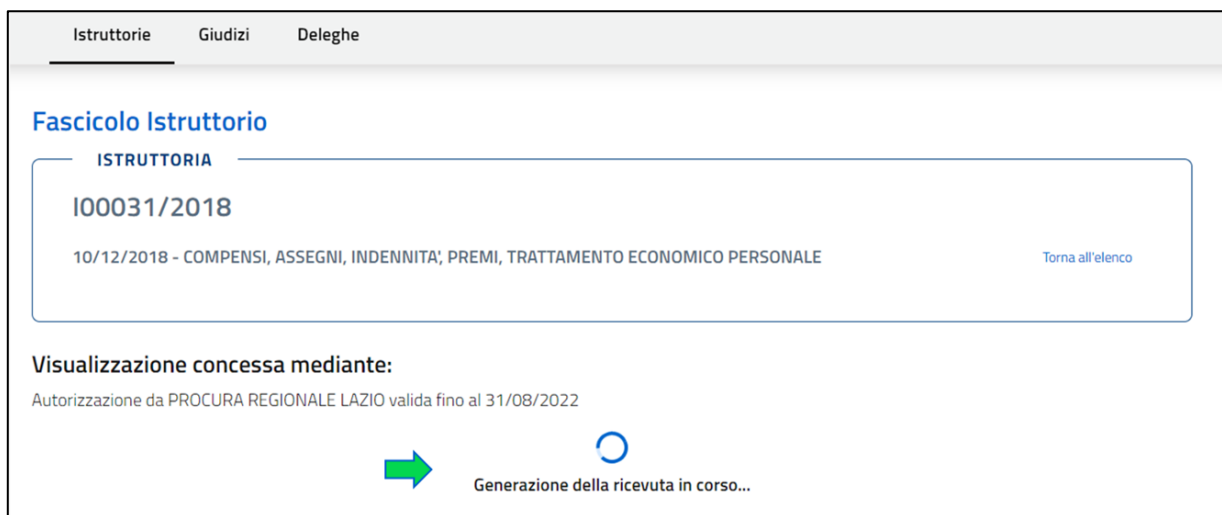 Istruttorie Giudizi Deleghe
Fascicolo Istruttorio
ISTRUTTORIA
I00031/2018
10/12/2018 - COMPENSI, ASSEGNI, INDENNITA', PREMI, TRATTAMENTO ECONOMICO PERSONALE Torna all'elenco
Visualizzazione concessa mediante:
Autorizzazione da PROCURA REGIONALE LAZIO valida fino al 31/08/2022
Generazione della ricevuta in corso...